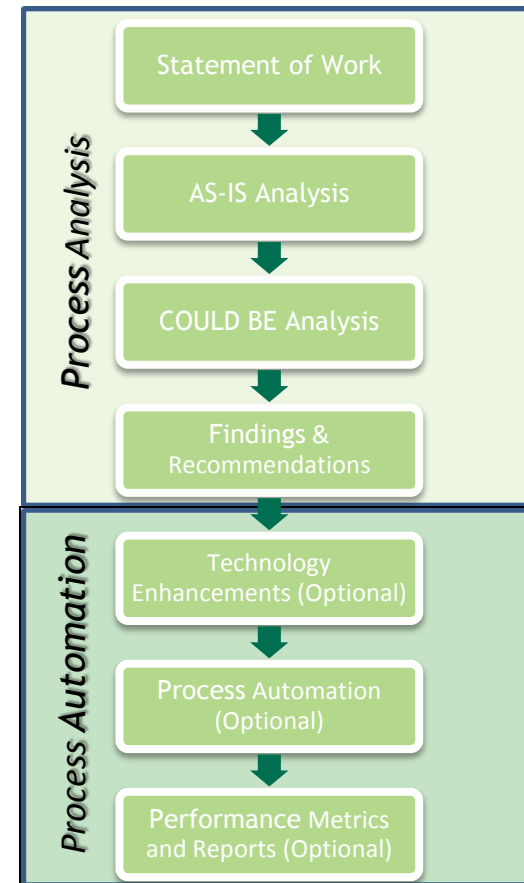 Process Analysis
Statement of Work
AS-IS Analysis
COULD BE Analysis
Findings &
Recommendations
Process Automation
Technology
Enhancements (Optional)
Process Automation
(Optional)
Performance Metrics
and Reports (Optional)